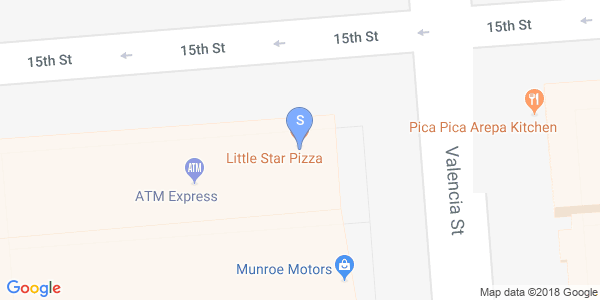 15th St
15th St
15th St
15th St
S
Pica Pica Arepa Kitchen
Little Star Pizza
Valencia St
ATM
ATM Express
Munroe Motors
Google
Map data ©2018 Google